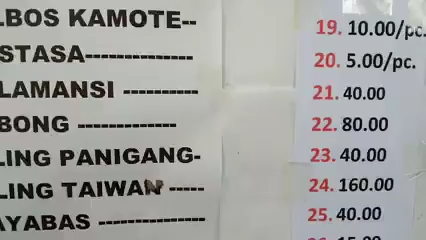 LBOS KAMOTE-- 19. 10.00/pc.
STASA-------------- 20. 5.00/pc.
LAMANSI ---------- 21. 40.00
BONG ------------- 22. 80.00
LING PANIGANG- 23. 40.00
LING TAIWAN ----- 24. 160.00
AYABAS -------------- 25. 40.00